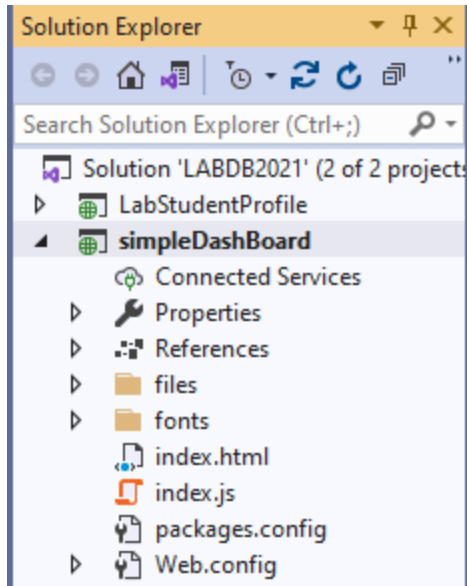 Solution Explorer
Search Solution Explorer (Ctrl+;)
Solution 'LABDB2021' (2 of 2 projects
LabStudentProfile
simpleDashBoard
Connected Services
Properties
References
files
fonts
index.html
index.js
packages.config
Web.config